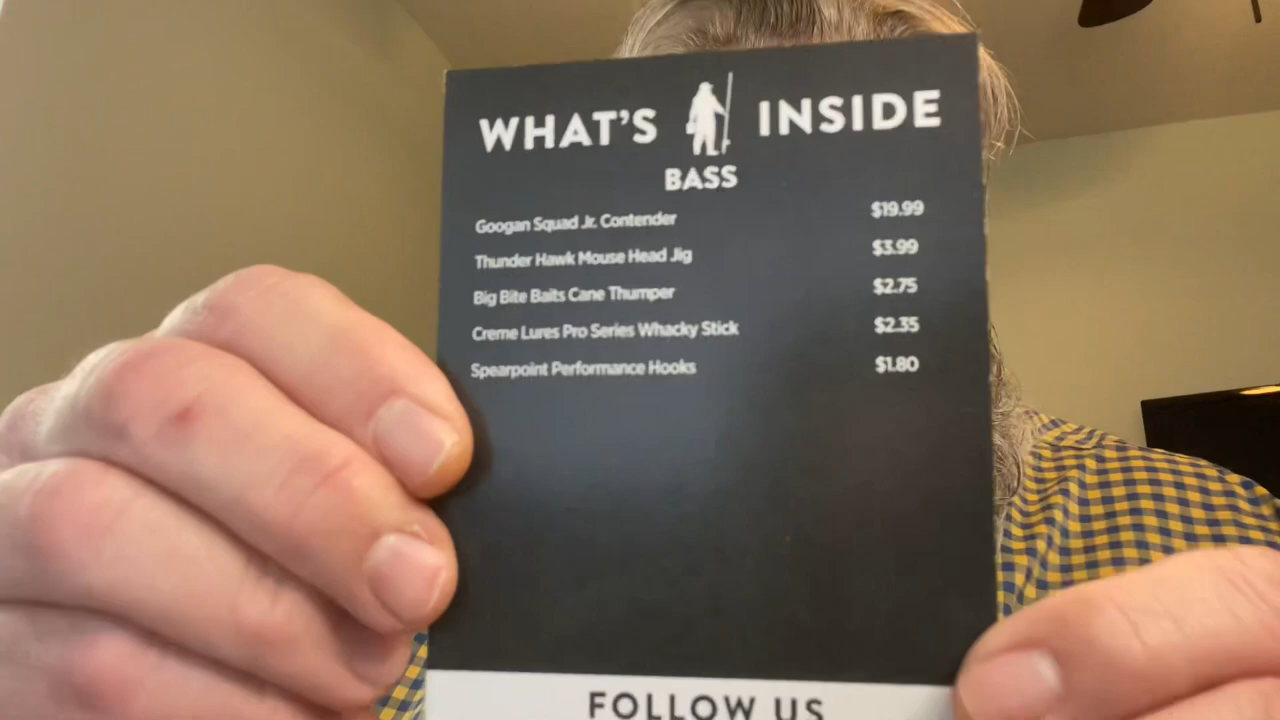 WHAT'S INSIDE
BASS
Googan Squad Jr. Contender $19.99
Thunder Hawk Mouse Head Jig $3.99
Big Bite Baits Cane Thumper $2.75
Creme Lures Pro Series Whacky Stick $2.35
Spearpoint Performance Hooks $1.80
FOLLOW US